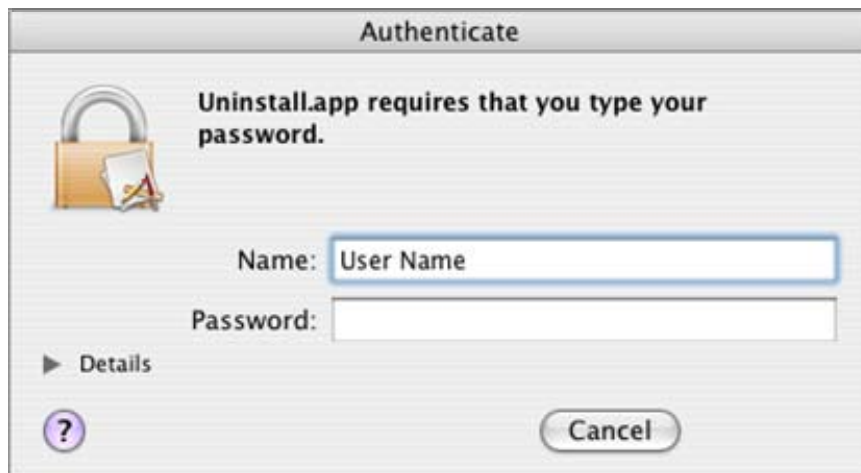 Authenticate
Uninstall.app requires that you type your
password.
Name: User Name
Password:
Details
?
Cancel